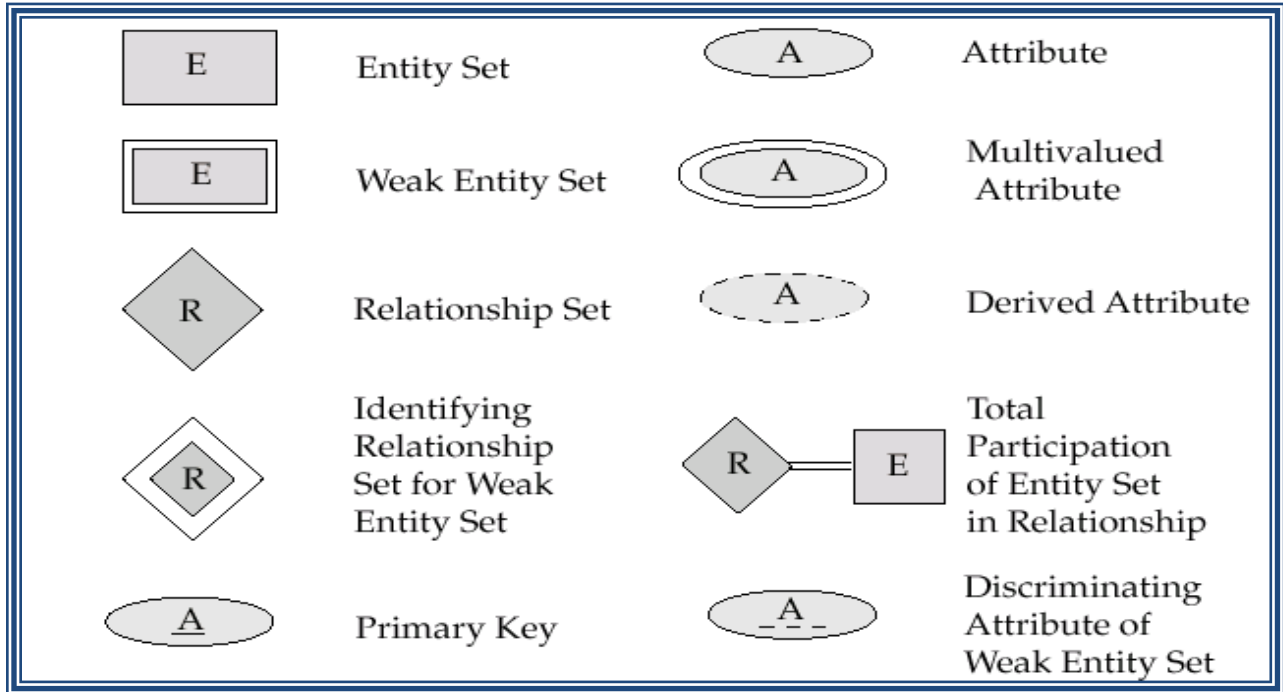 E
Entity Set
A
Attribute
E
Weak Entity Set
A
Multivalued
Attribute
R
Relationship Set
A
Derived Attribute
R
Identifying
Relationship
Set for Weak
Entity Set
R
E
Total
Participation
of Entity Set
in Relationship
A
Primary Key
A
Discriminating
Attribute of
Weak Entity Set